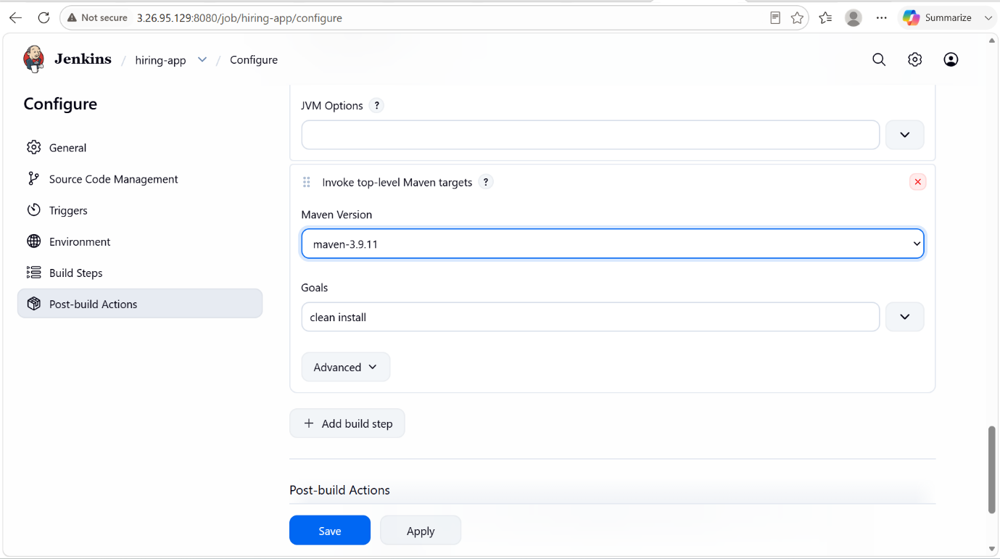 Not secure 3.26.95.129:8080/job/hiring-app/configure Summarize
Jenkins / hiring-app / Configure
Configure
General
Source Code Management
Triggers
Environment
Build Steps
Post-build Actions
JVM Options ?
Invoke top-level Maven targets ?
Maven Version
maven-3.9.11
Goals
clean install
Advanced
+ Add build step
Post-build Actions
Save Apply